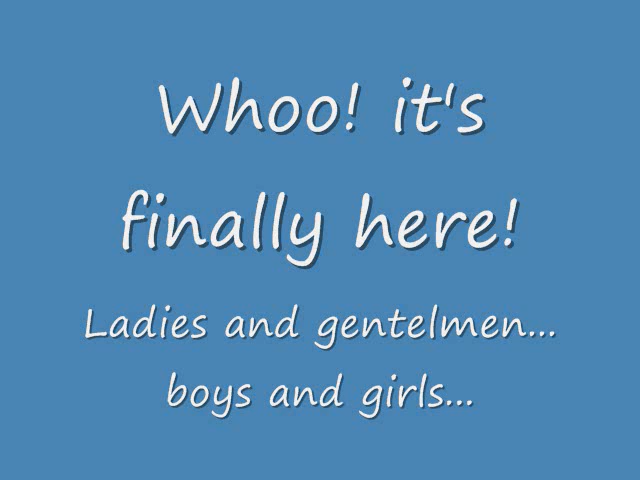 Whoo! it's
finally here!
Ladies and gentelmen...
boys and girls...